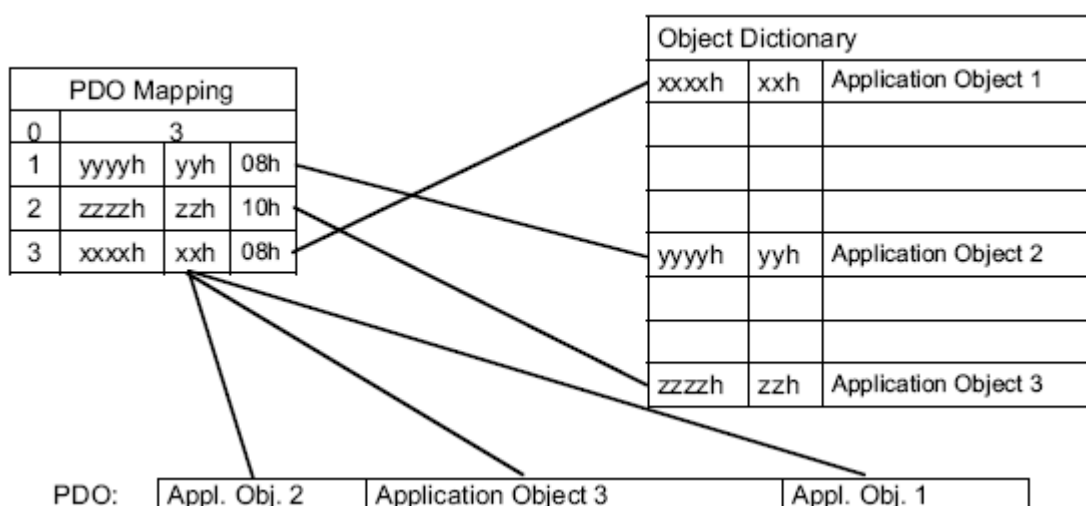 Object Dictionary
PDO Mapping
xxxxh xxh Application Object 1
0 3
1 yyyyh yyh 08h
2 zzzzh zzh 10h
3 xxxxh xxh 08h
yyyyh yyh Application Object 2
zzzzh zzh Application Object 3
PDO: Appl. Obj. 2 Application Object 3 Appl. Obj. 1